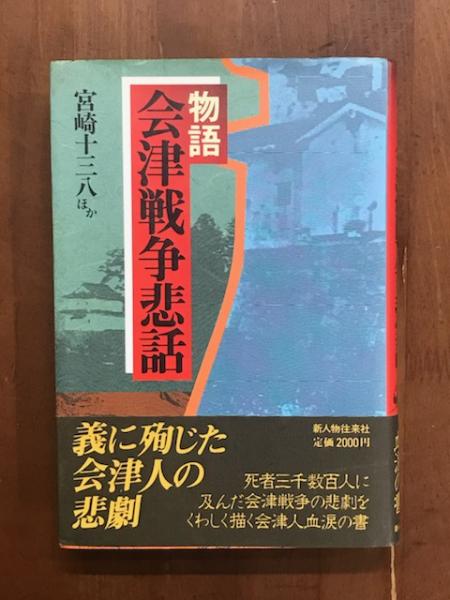 物語
会津戦争悲話
宮崎十三八ほか
新人物往来社
定価2000円
義に殉じた
会津人の
悲劇
死者三千数百人に
及んだ会津戦争の悲劇を
くわしく描く会津人血涙の書